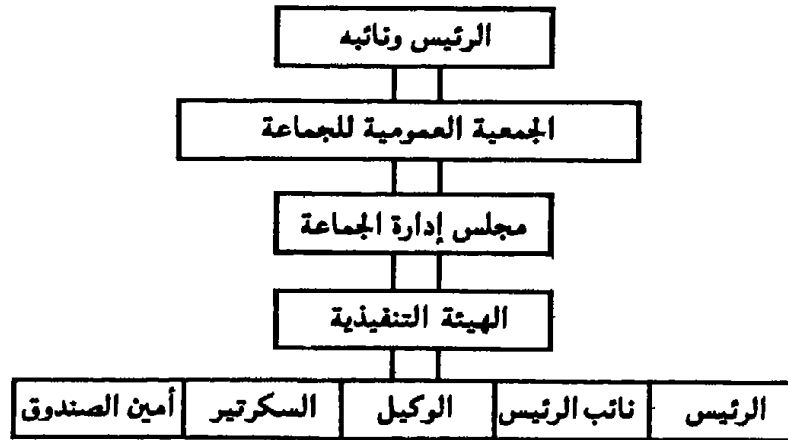 الرئيس ونائبه
الجمعية العمومية للجماعة
مجلس إدارة الجماعة
الهيئة التنفيذية
الرئيس نائب الرئيس الوكيل السكرتير أمين الصندوق